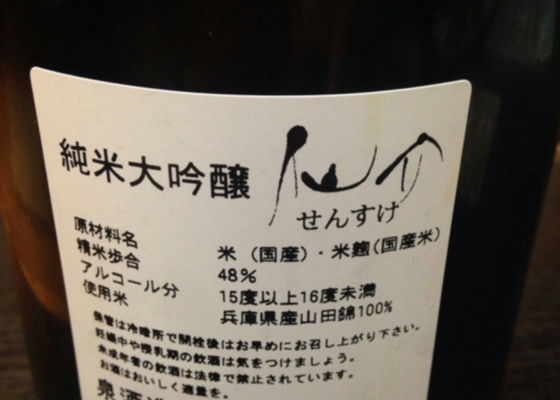 純米大吟醸 仙介
せんすけ
原材料名 米(国産)・米麹(国産米)
精米歩合 48%
アルコール分 15度以上16度未満
使用米 兵庫県産山田錦100%
保管は冷暗所で開栓後はお早めにお召し上がり下さい。
妊娠中や授乳期の飲酒は気をつけましょう。
未成年者の飲酒は法律で禁止されています。
お酒はおいしく適量を。
泉酒